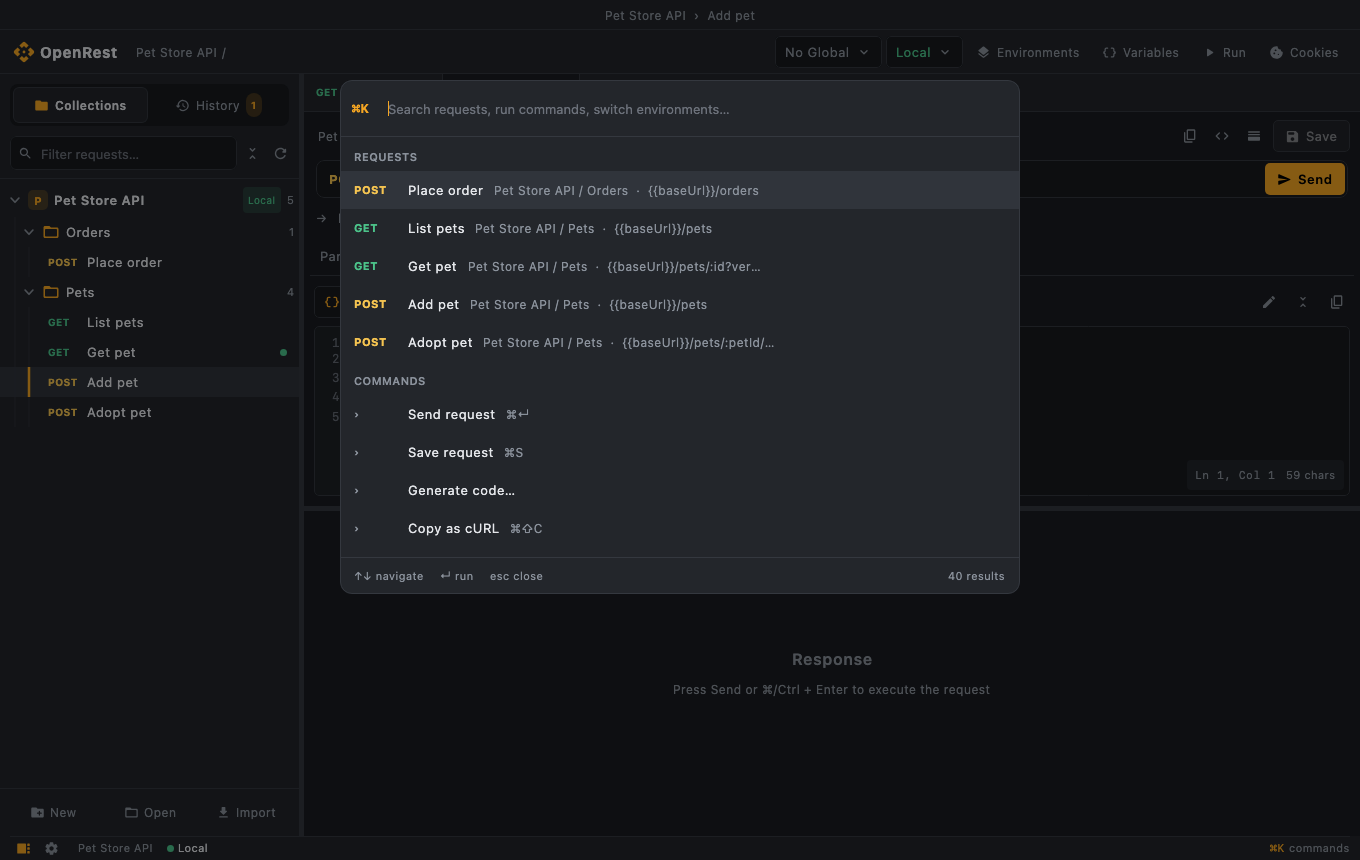 Pet Store API › Add pet
OpenRest Pet Store API / No Global Local Environments {} Variables Run Cookies
Collections History 1
GET
⌘K Search requests, run commands, switch environments...
Filter requests...
Pet
Save
REQUESTS
POST Place order Pet Store API / Orders · {{baseUrl}}/orders
Send
P Pet Store API Local 5
GET List pets Pet Store API / Pets · {{baseUrl}}/pets
Orders 1
POST Place order
GET Get pet Pet Store API / Pets · {{baseUrl}}/pets/:id?ver…
Pets 4
POST Add pet Pet Store API / Pets · {{baseUrl}}/pets
GET List pets
POST Adopt pet Pet Store API / Pets · {{baseUrl}}/pets/:petId/…
GET Get pet
COMMANDS
POST Add pet
› Send request ⌘↵
POST Adopt pet
› Save request ⌘S
› Generate code…
› Copy as cURL ⌘⇧C
{}
1
2
3
4
5
Ln 1, Col 1 59 chars
↑↓ navigate ↵ run esc close 40 results
Response
Press Send or ⌘/Ctrl + Enter to execute the request
New Open Import
Pet Store API Local ⌘K commands